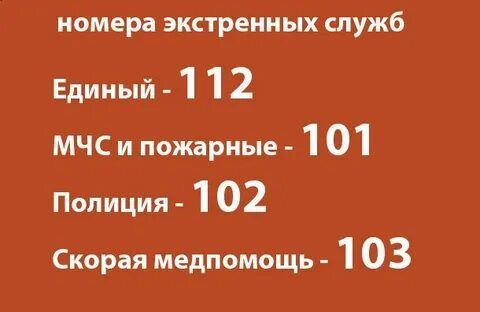 номера экстренных служб
Единый - 112
МЧС и пожарные - 101
Полиция - 102
Скорая медпомощь - 103